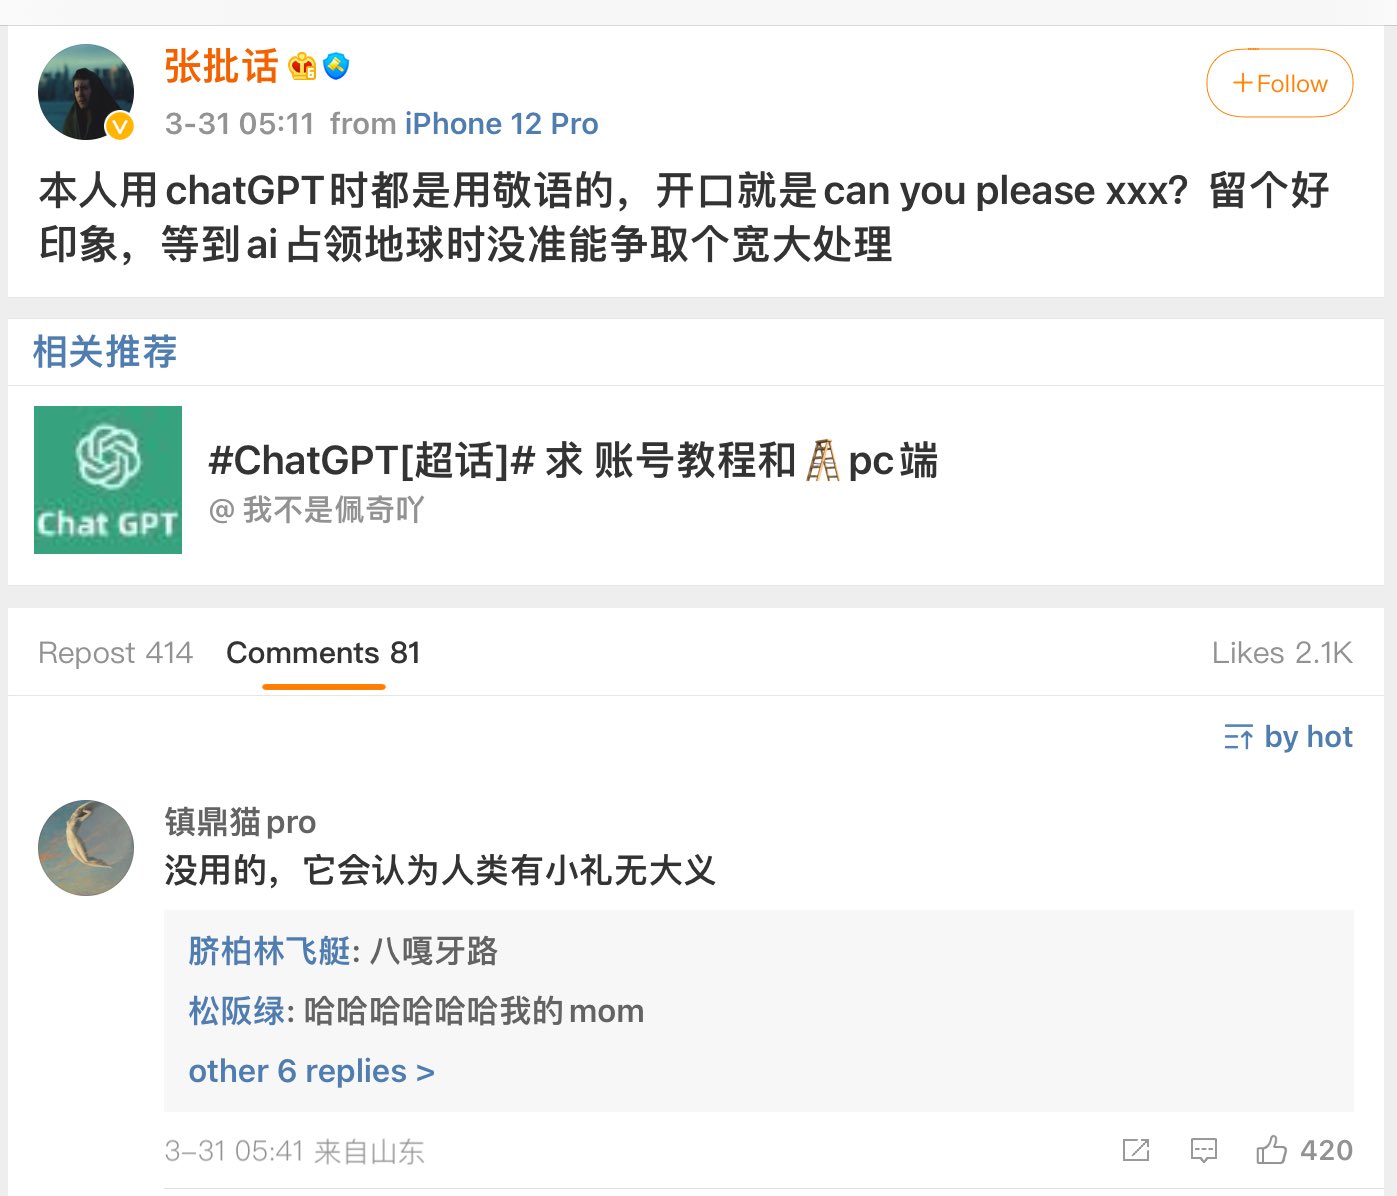 张批话
+Follow
3-31 05:11 from iPhone 12 Pro
本人用chatGPT时都是用敬语的，开口就是can you please xxx？留个好
印象，等到ai占领地球时没准能争取个宽大处理
相关推荐
Chat GPT
#ChatGPT[超话]# 求 账号教程和🪜pc端
@ 我不是佩奇吖
Repost 414 Comments 81 Likes 2.1K
by hot
镇鼎猫pro
没用的，它会认为人类有小礼无大义
脐柏林飞艇: 八嘎牙路
松阪绿: 哈哈哈哈哈哈我的mom
other 6 replies >
3-31 05:41 来自山东 420